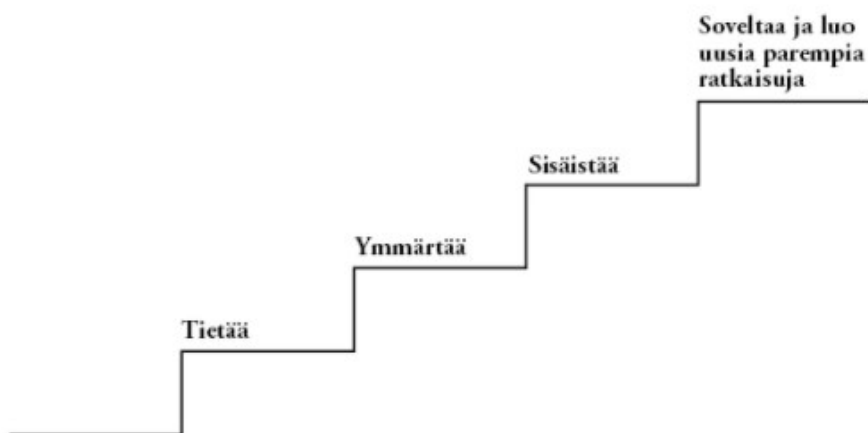 Soveltaa ja luo
uusia parempia
ratkaisuja
Sisäistää
Ymmärtää
Tietää